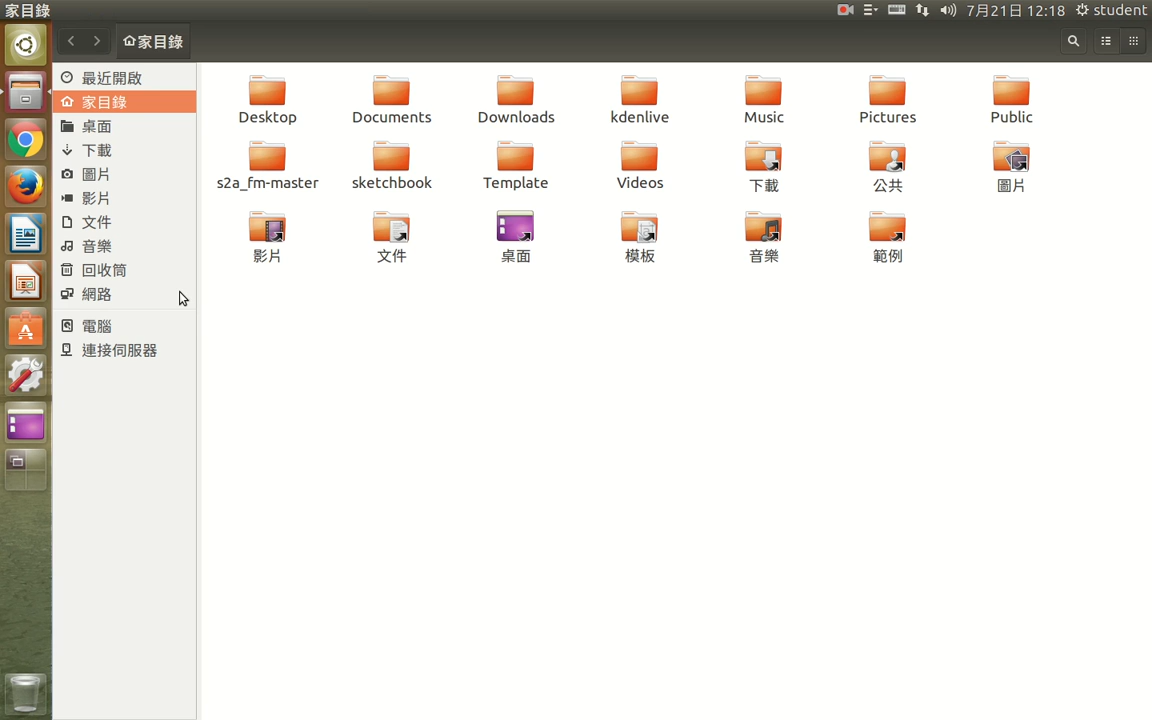 家目錄
7月21日 12:18 student
家目錄
最近開啟
家目錄
桌面
下載
圖片
影片
文件
音樂
回收筒
網路
電腦
連接伺服器
Desktop Documents Downloads kdenlive Music Pictures Public
s2a_fm-master sketchbook Template Videos 下載 公共 圖片
影片 文件 桌面 模板 音樂 範例